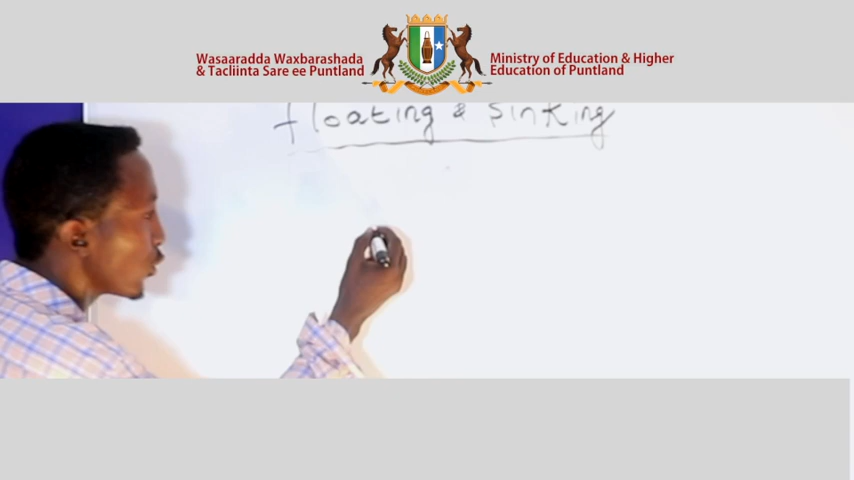 Wasaaradda Waxbarashada
& Tacliinta Sare ee Puntland
Ministry of Education & Higher
Education of Puntland
floating & Sinking